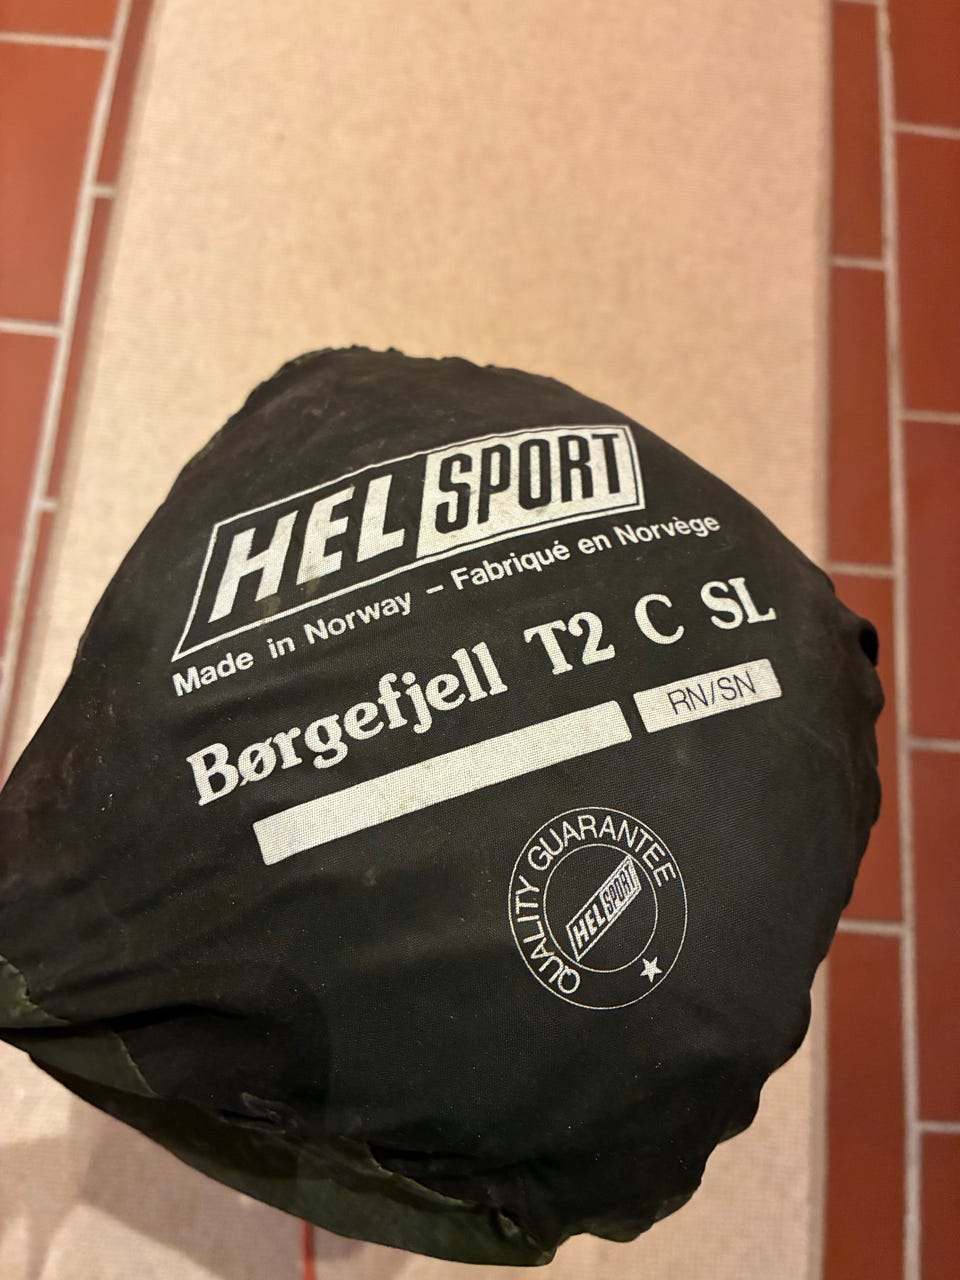 HEL SPORT
Made in Norway – Fabriqué en Norvège
Børgefjell T2 C SL
RN/SN
QUALITY GUARANTEE
HEL SPORT